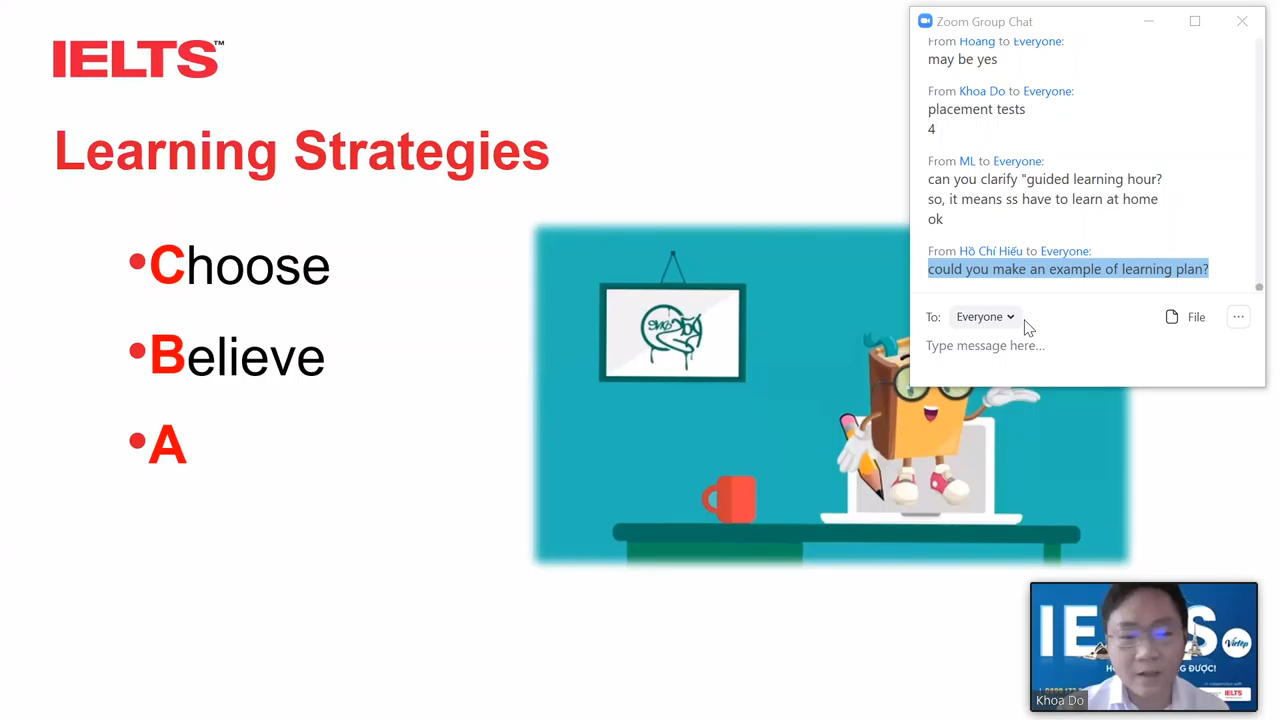 IELTS™
Learning Strategies
•Choose
•Believe
•A
Zoom Group Chat
From Hoang to Everyone:
may be yes
From Khoa Do to Everyone:
placement tests
4
From ML to Everyone:
can you clarify "guided learning hour?
so, it means ss have to learn at home
ok
From Hồ Chí Hiếu to Everyone:
could you make an example of learning plan?
To: Everyone
File
Type message here...
IE S
ĐƯỢC!
IELTS
Khoa Do